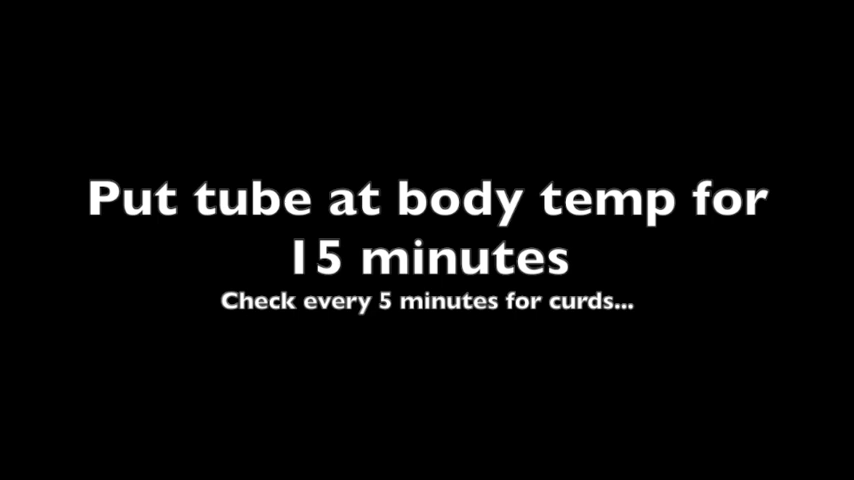 Put tube at body temp for
15 minutes
Check every 5 minutes for curds...